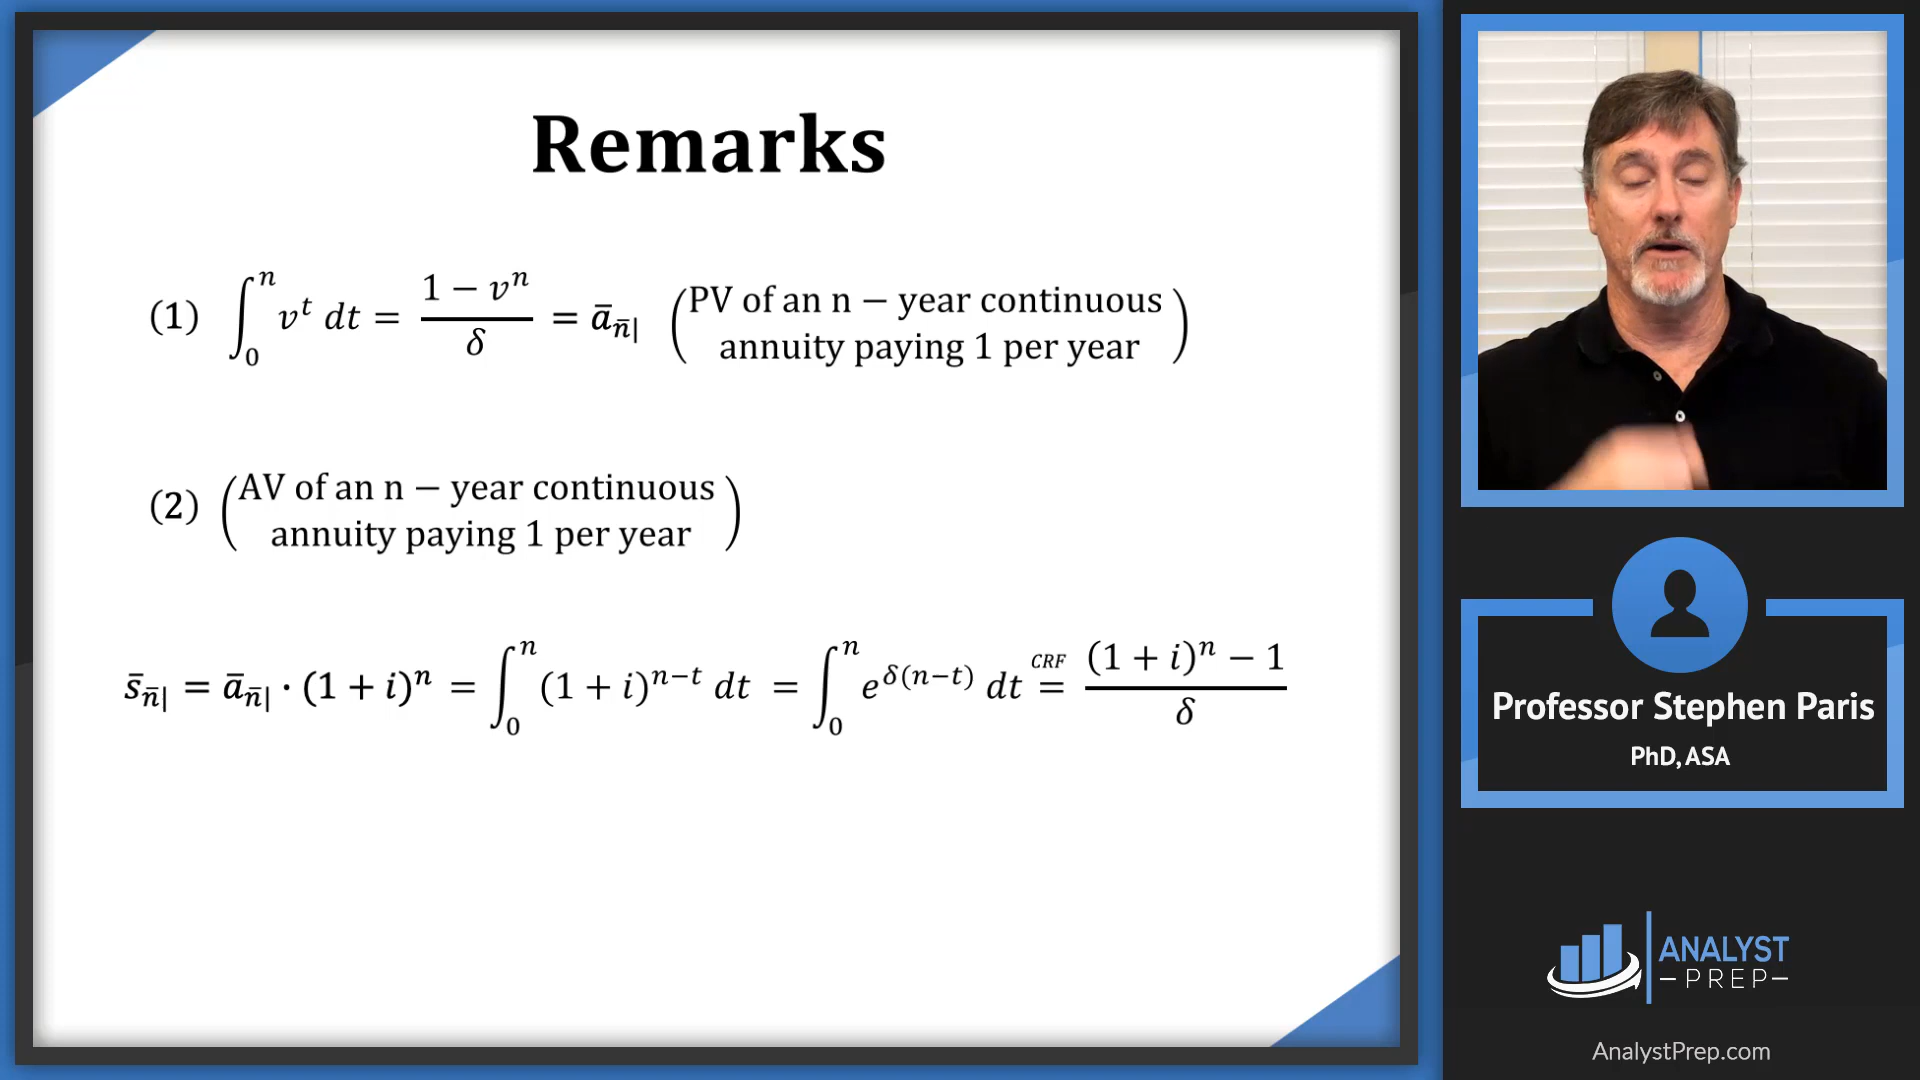 Remarks
(1) ∫₀ⁿ vᵗ dt = (1 − vⁿ)/δ = ā_n̄| (PV of an n − year continuous
annuity paying 1 per year)
(2) (AV of an n − year continuous
annuity paying 1 per year)
s̄_n̄| = ā_n̄| · (1 + i)ⁿ = ∫₀ⁿ (1 + i)ⁿ⁻ᵗ dt = ∫₀ⁿ e^δ(n−t) dt CRF = ((1 + i)ⁿ − 1)/δ
Professor Stephen Paris
PhD, ASA
ANALYST
PREP
AnalystPrep.com